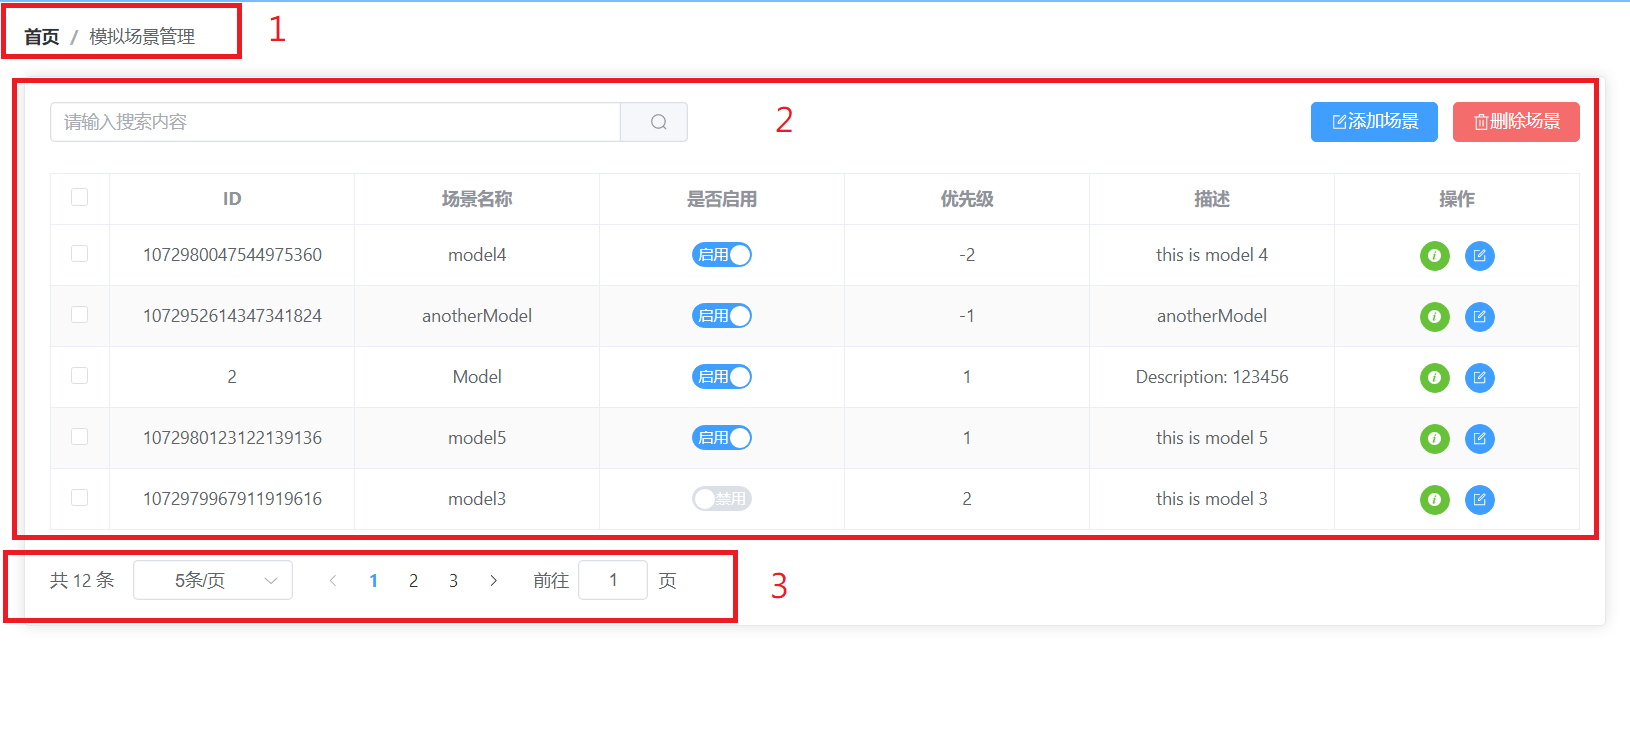 首页 / 模拟场景管理
1
请输入搜索内容
2
添加场景 删除场景
ID 场景名称 是否启用 优先级 描述 操作
1072980047544975360 model4 启用 -2 this is model 4
1072952614347341824 anotherModel 启用 -1 anotherModel
2 Model 启用 1 Description: 123456
1072980123122139136 model5 启用 1 this is model 5
1072979967911919616 model3 禁用 2 this is model 3
共 12 条 5条/页 < 1 2 3 > 前往 1 页
3